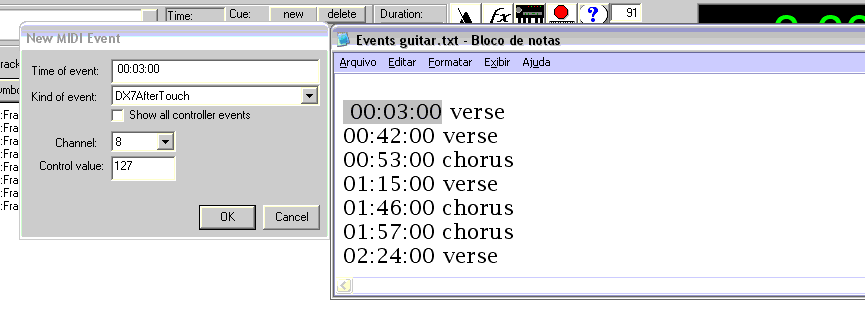 Time:
Cue:
new
delete
Duration:
fx
?
91
New MIDI Event
Time of event: 00:03:00
Kind of event: DX7AfterTouch
Show all controller events
Channel: 8
Control value: 127
OK
Cancel
:Fra
:Fra
:Fra
:Fra
:Fra
:Fra
:Fra
:Fra
Events guitar.txt - Bloco de notas
Arquivo Editar Formatar Exibir Ajuda
00:03:00 verse
00:42:00 verse
00:53:00 chorus
01:15:00 verse
01:46:00 chorus
01:57:00 chorus
02:24:00 verse